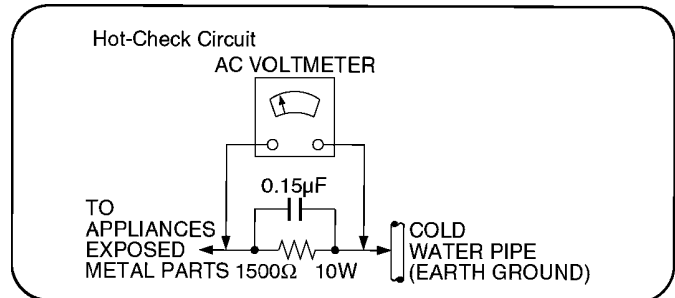 Hot-Check Circuit
AC VOLTMETER
0.15µF
TO
APPLIANCES
EXPOSED
METAL PARTS
1500Ω 10W
COLD
WATER PIPE
(EARTH GROUND)